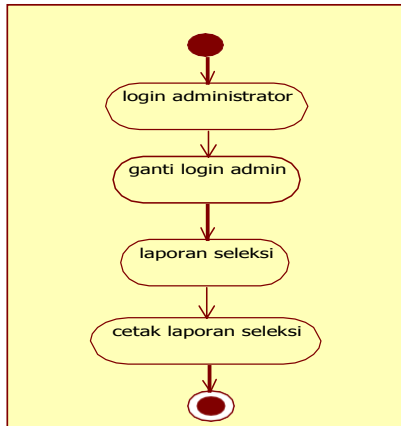 login administrator
ganti login admin
laporan seleksi
cetak laporan seleksi